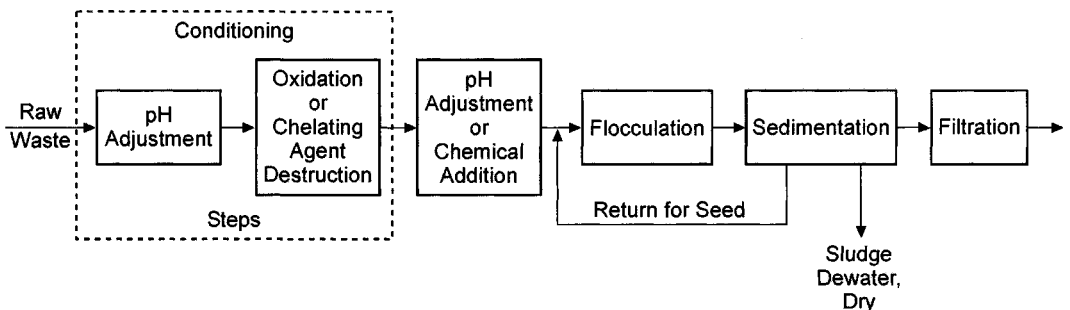 Conditioning
Raw
Waste
pH
Adjustment
Oxidation
or
Chelating
Agent
Destruction
Steps
pH
Adjustment
or
Chemical
Addition
Flocculation
Sedimentation
Filtration
Return for Seed
Sludge
Dewater,
Dry